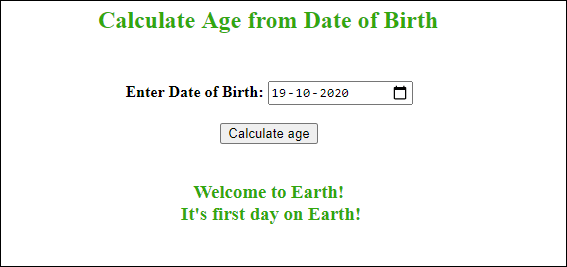 Calculate Age from Date of Birth
Enter Date of Birth: 19-10-2020
Calculate age
Welcome to Earth!
It's first day on Earth!